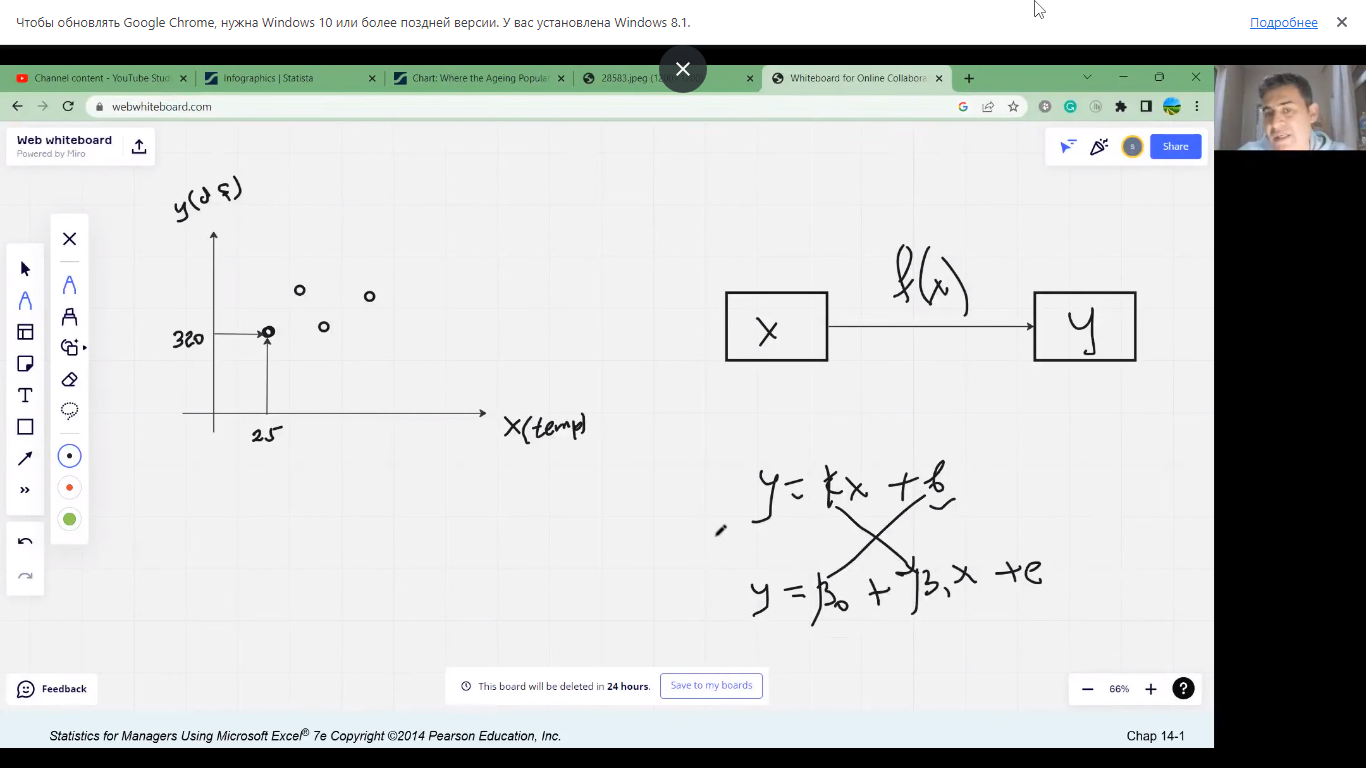 Чтобы обновлять Google Chrome, нужна Windows 10 или более поздней версии. У вас установлена Windows 8.1.
Подробнее
Channel content - YouTube Stud
Infographics | Statista
Chart: Where the Ageing Popula
28583.jpeg (1200
Whiteboard for Online Collabora
webwhiteboard.com
Web whiteboard
Powered by Miro
Share
y(d
320
25
X(temp)
f(x)
X
Y
y = kx + b
y = β₀ + β₁x + e
T
This board will be deleted in 24 hours.
Save to my boards
Feedback
66%
?
Statistics for Managers Using Microsoft Excel® 7e Copyright ©2014 Pearson Education, Inc.
Chap 14-1